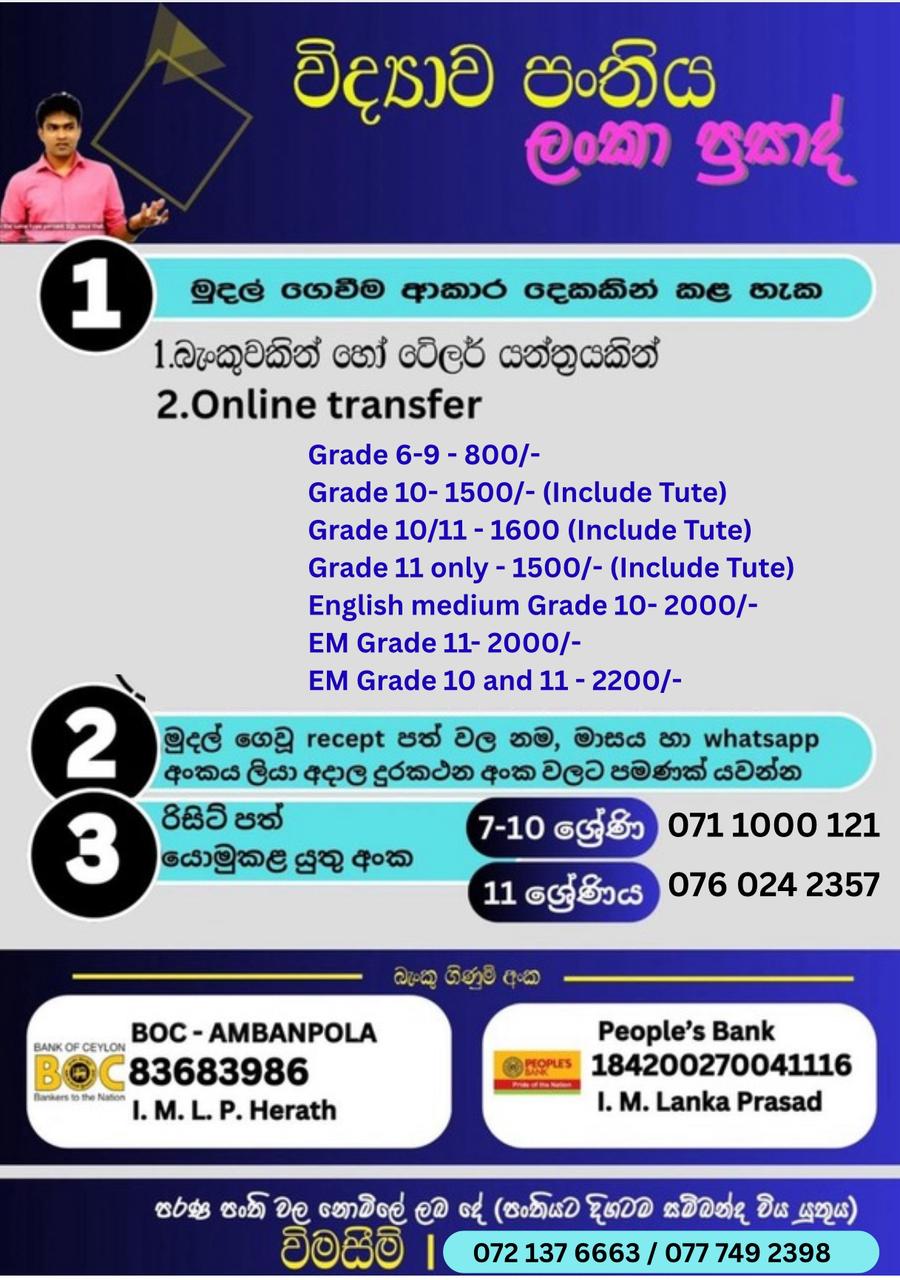 විද්‍යාව පංතිය
ලංකා ප්‍රසාද්
1
මුදල් ගෙවීම ආකාර දෙකකින් කළ හැක
1.බැංකුවකින් හෝ ටේලර් යන්ත්‍රයකින්
2.Online transfer
Grade 6-9 - 800/-
Grade 10- 1500/- (Include Tute)
Grade 10/11 - 1600 (Include Tute)
Grade 11 only - 1500/- (Include Tute)
English medium Grade 10- 2000/-
EM Grade 11- 2000/-
EM Grade 10 and 11 - 2200/-
2
මුදල් ගෙවූ recept පත් වල නම, මාසය හා whatsapp
අංකය ලියා අදාල දුරකථන අංක වලට පමණක් යවන්න
3
රිසිට් පත්
යොමුකළ යුතු අංක
7-10 ශ්‍රේණි 071 1000 121
11 ශ්‍රේණිය 076 024 2357
බැංකු ගිණුම් අංක
BANK OF CEYLON
BOC
Bankers to the Nation
BOC - AMBANPOLA
83683986
I. M. L. P. Herath
PEOPLE'S
BANK
Pride of the Nation
People's Bank
184200270041116
I. M. Lanka Prasad
පරණ පංති වල නොමිලේ ලබ දේ (පංතියට දිගටම සම්බන්ද විය යුතුය)
විමසීම් | 072 137 6663 / 077 749 2398